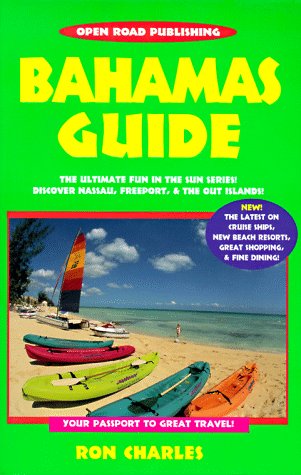 OPEN ROAD PUBLISHING
BAHAMAS
GUIDE
THE ULTIMATE FUN IN THE SUN SERIES!
DISCOVER NASSAU, FREEPORT, & THE OUT ISLANDS!
NEW!
THE LATEST ON
CRUISE SHIPS,
NEW BEACH RESORTS,
GREAT SHOPPING,
& FINE DINING!
YOUR PASSPORT TO GREAT TRAVEL!
RON CHARLES